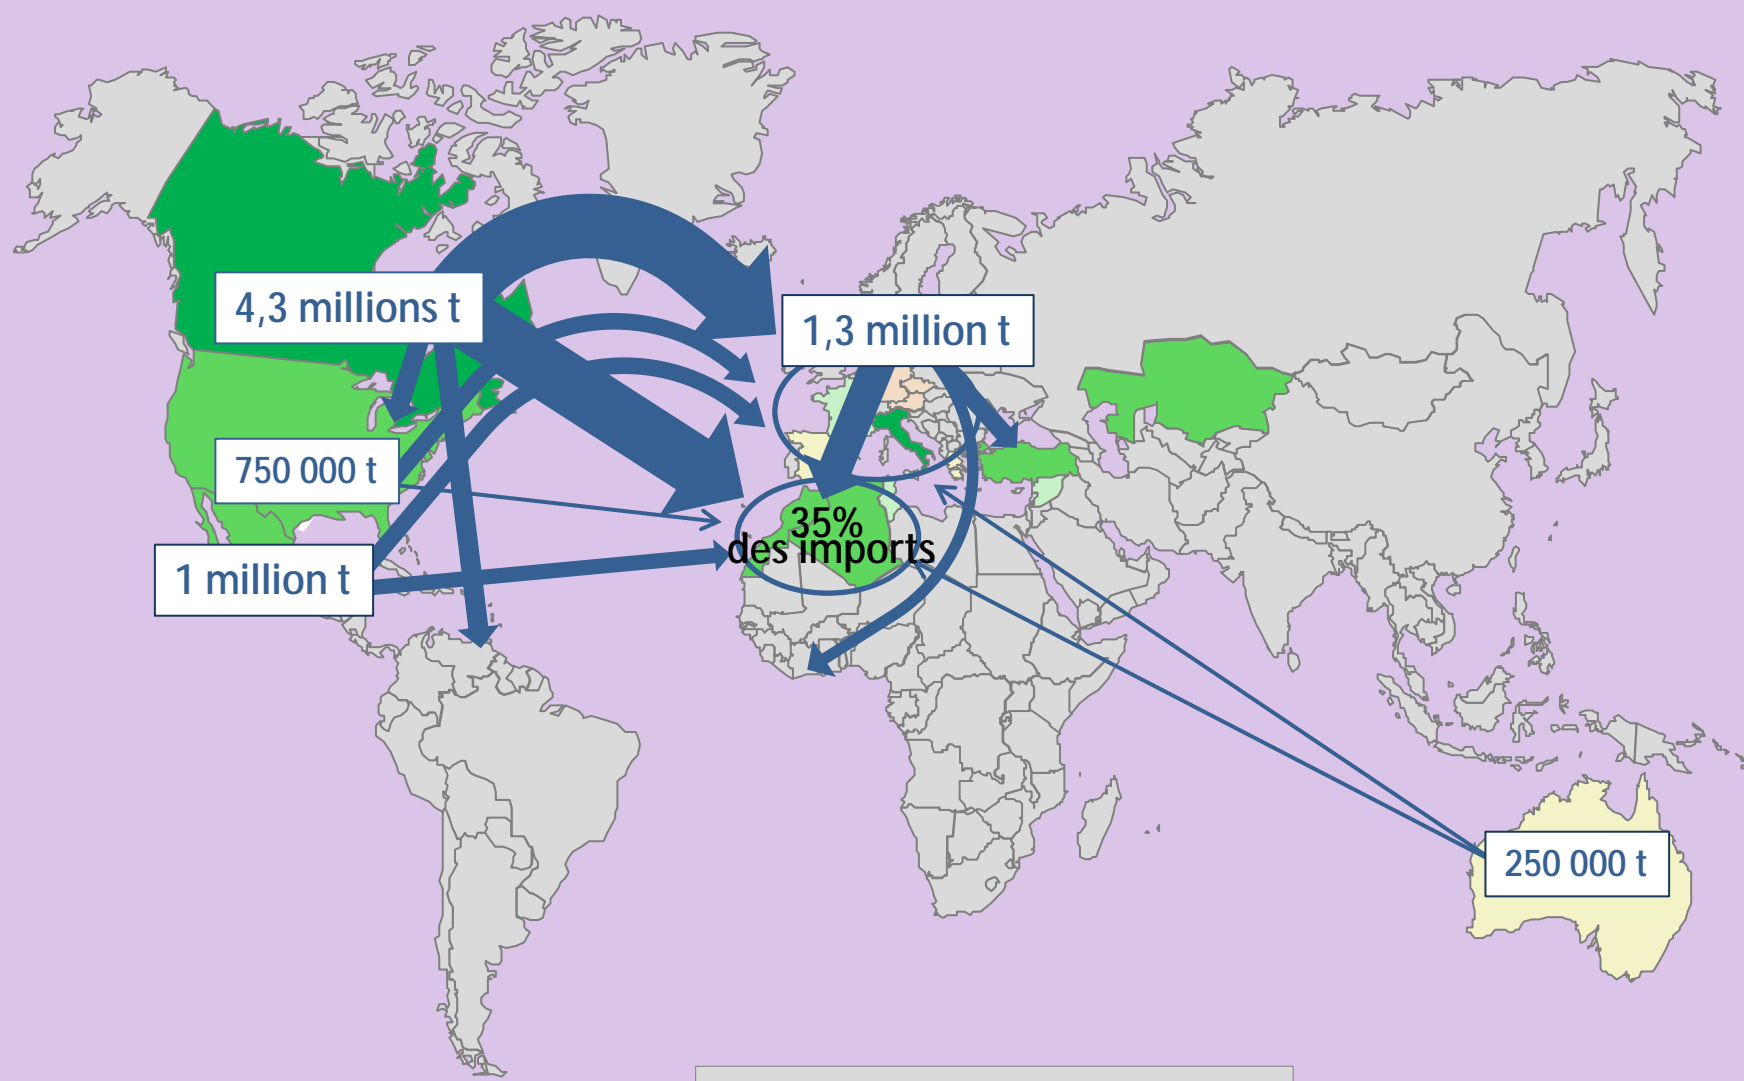 4,3 millions t
1,3 million t
750 000 t
35%
des imports
1 million t
250 000 t